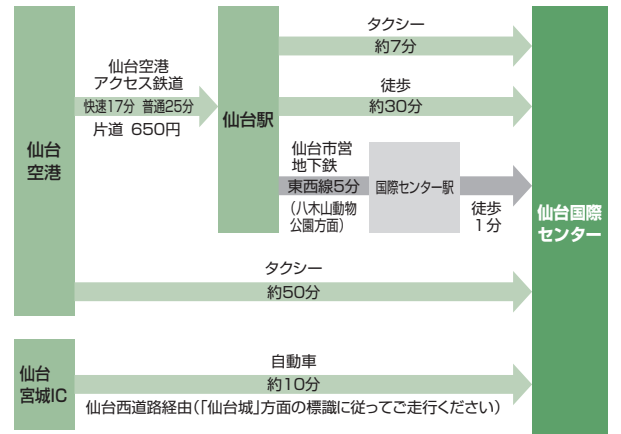 タクシー
約7分
仙台空港
アクセス鉄道
快速17分 普通25分
片道 650円
徒歩
約30分
仙台駅
仙台
空港
仙台市営
地下鉄
東西線5分
(八木山動物
公園方面)
国際センター駅
徒歩
1分
仙台国際
センター
タクシー
約50分
仙台
宮城IC
自動車
約10分
仙台西道路経由(「仙台城」方面の標識に従ってご走行ください)